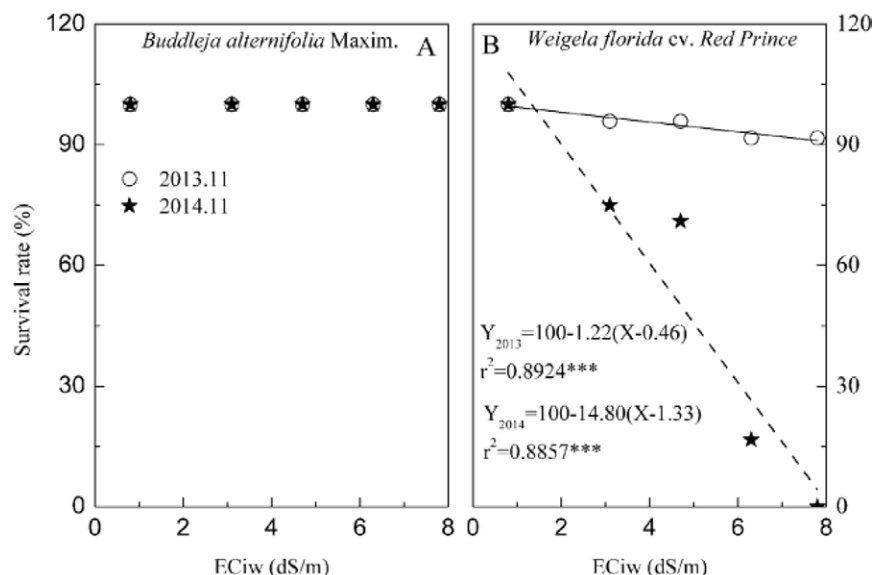 120
Buddleja alternifolia Maxim. A
B Weigela florida cv. Red Prince
120
90
90
2013.11
2014.11
Survival rate (%)
60
60
Y2013=100-1.22(X-0.46)
r2=0.8924***
30
30
Y2014=100-14.80(X-1.33)
r2=0.8857***
0
0
0 2 4 6 8
0 2 4 6 8
ECiw (dS/m)
ECiw (dS/m)